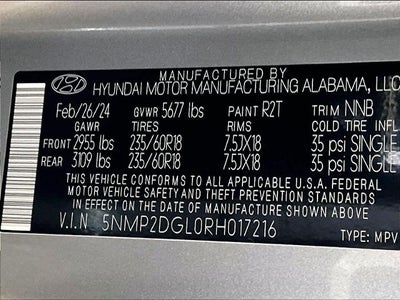 MANUFACTURED BY
HYUNDAI MOTOR MANUFACTURING ALABAMA, LLC
Feb/26/24 GVWR 5677 lbs PAINT R2T TRIM NNB
GAWR TIRES RIMS COLD TIRE INFL
FRONT 2955 lbs 235/60R18 7.5JX18 35 psi SINGLE
REAR 3109 lbs 235/60R18 7.5JX18 35 psi SINGLE
THIS VEHICLE CONFORMS TO ALL APPLICABLE U.S.A FEDERAL
MOTOR VEHICLE SAFETY AND THEFT PREVENTION STANDARDS
IN EFFECT ON THE DATE OF MANUFACTURE SHOWN ABOVE.
V.I.N 5NMP2DGL0RH017216 TYPE: MPV